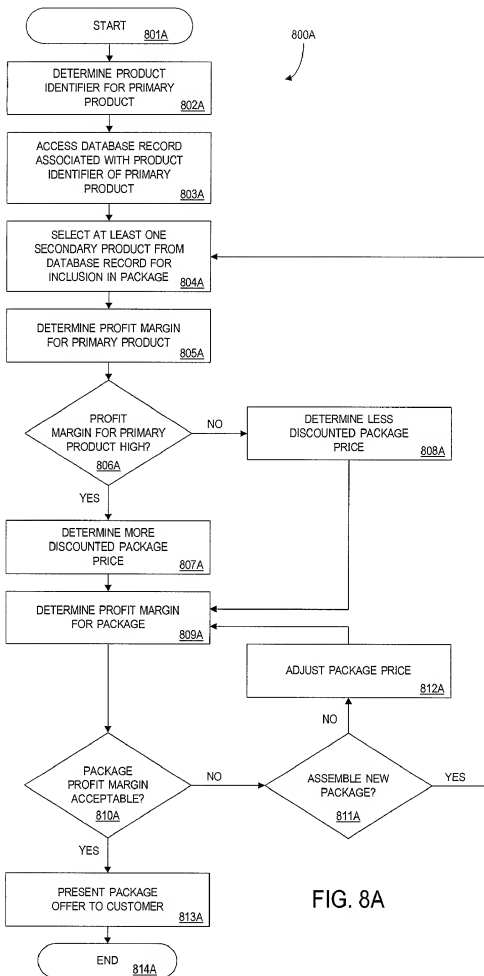 START
801A
800A
DETERMINE PRODUCT
IDENTIFIER FOR PRIMARY
PRODUCT
802A
ACCESS DATABASE RECORD
ASSOCIATED WITH PRODUCT
IDENTIFIER OF PRIMARY
PRODUCT
803A
SELECT AT LEAST ONE
SECONDARY PRODUCT FROM
DATABASE RECORD FOR
INCLUSION IN PACKAGE
804A
DETERMINE PROFIT MARGIN
FOR PRIMARY PRODUCT
805A
PROFIT
MARGIN FOR PRIMARY
PRODUCT HIGH?
806A
NO
DETERMINE LESS
DISCOUNTED PACKAGE
PRICE
808A
YES
DETERMINE MORE
DISCOUNTED PACKAGE
PRICE
807A
DETERMINE PROFIT MARGIN
FOR PACKAGE
809A
ADJUST PACKAGE PRICE
812A
NO
PACKAGE
PROFIT MARGIN
ACCEPTABLE?
810A
NO
ASSEMBLE NEW
PACKAGE?
811A
YES
YES
PRESENT PACKAGE
OFFER TO CUSTOMER
813A
FIG. 8A
END
814A